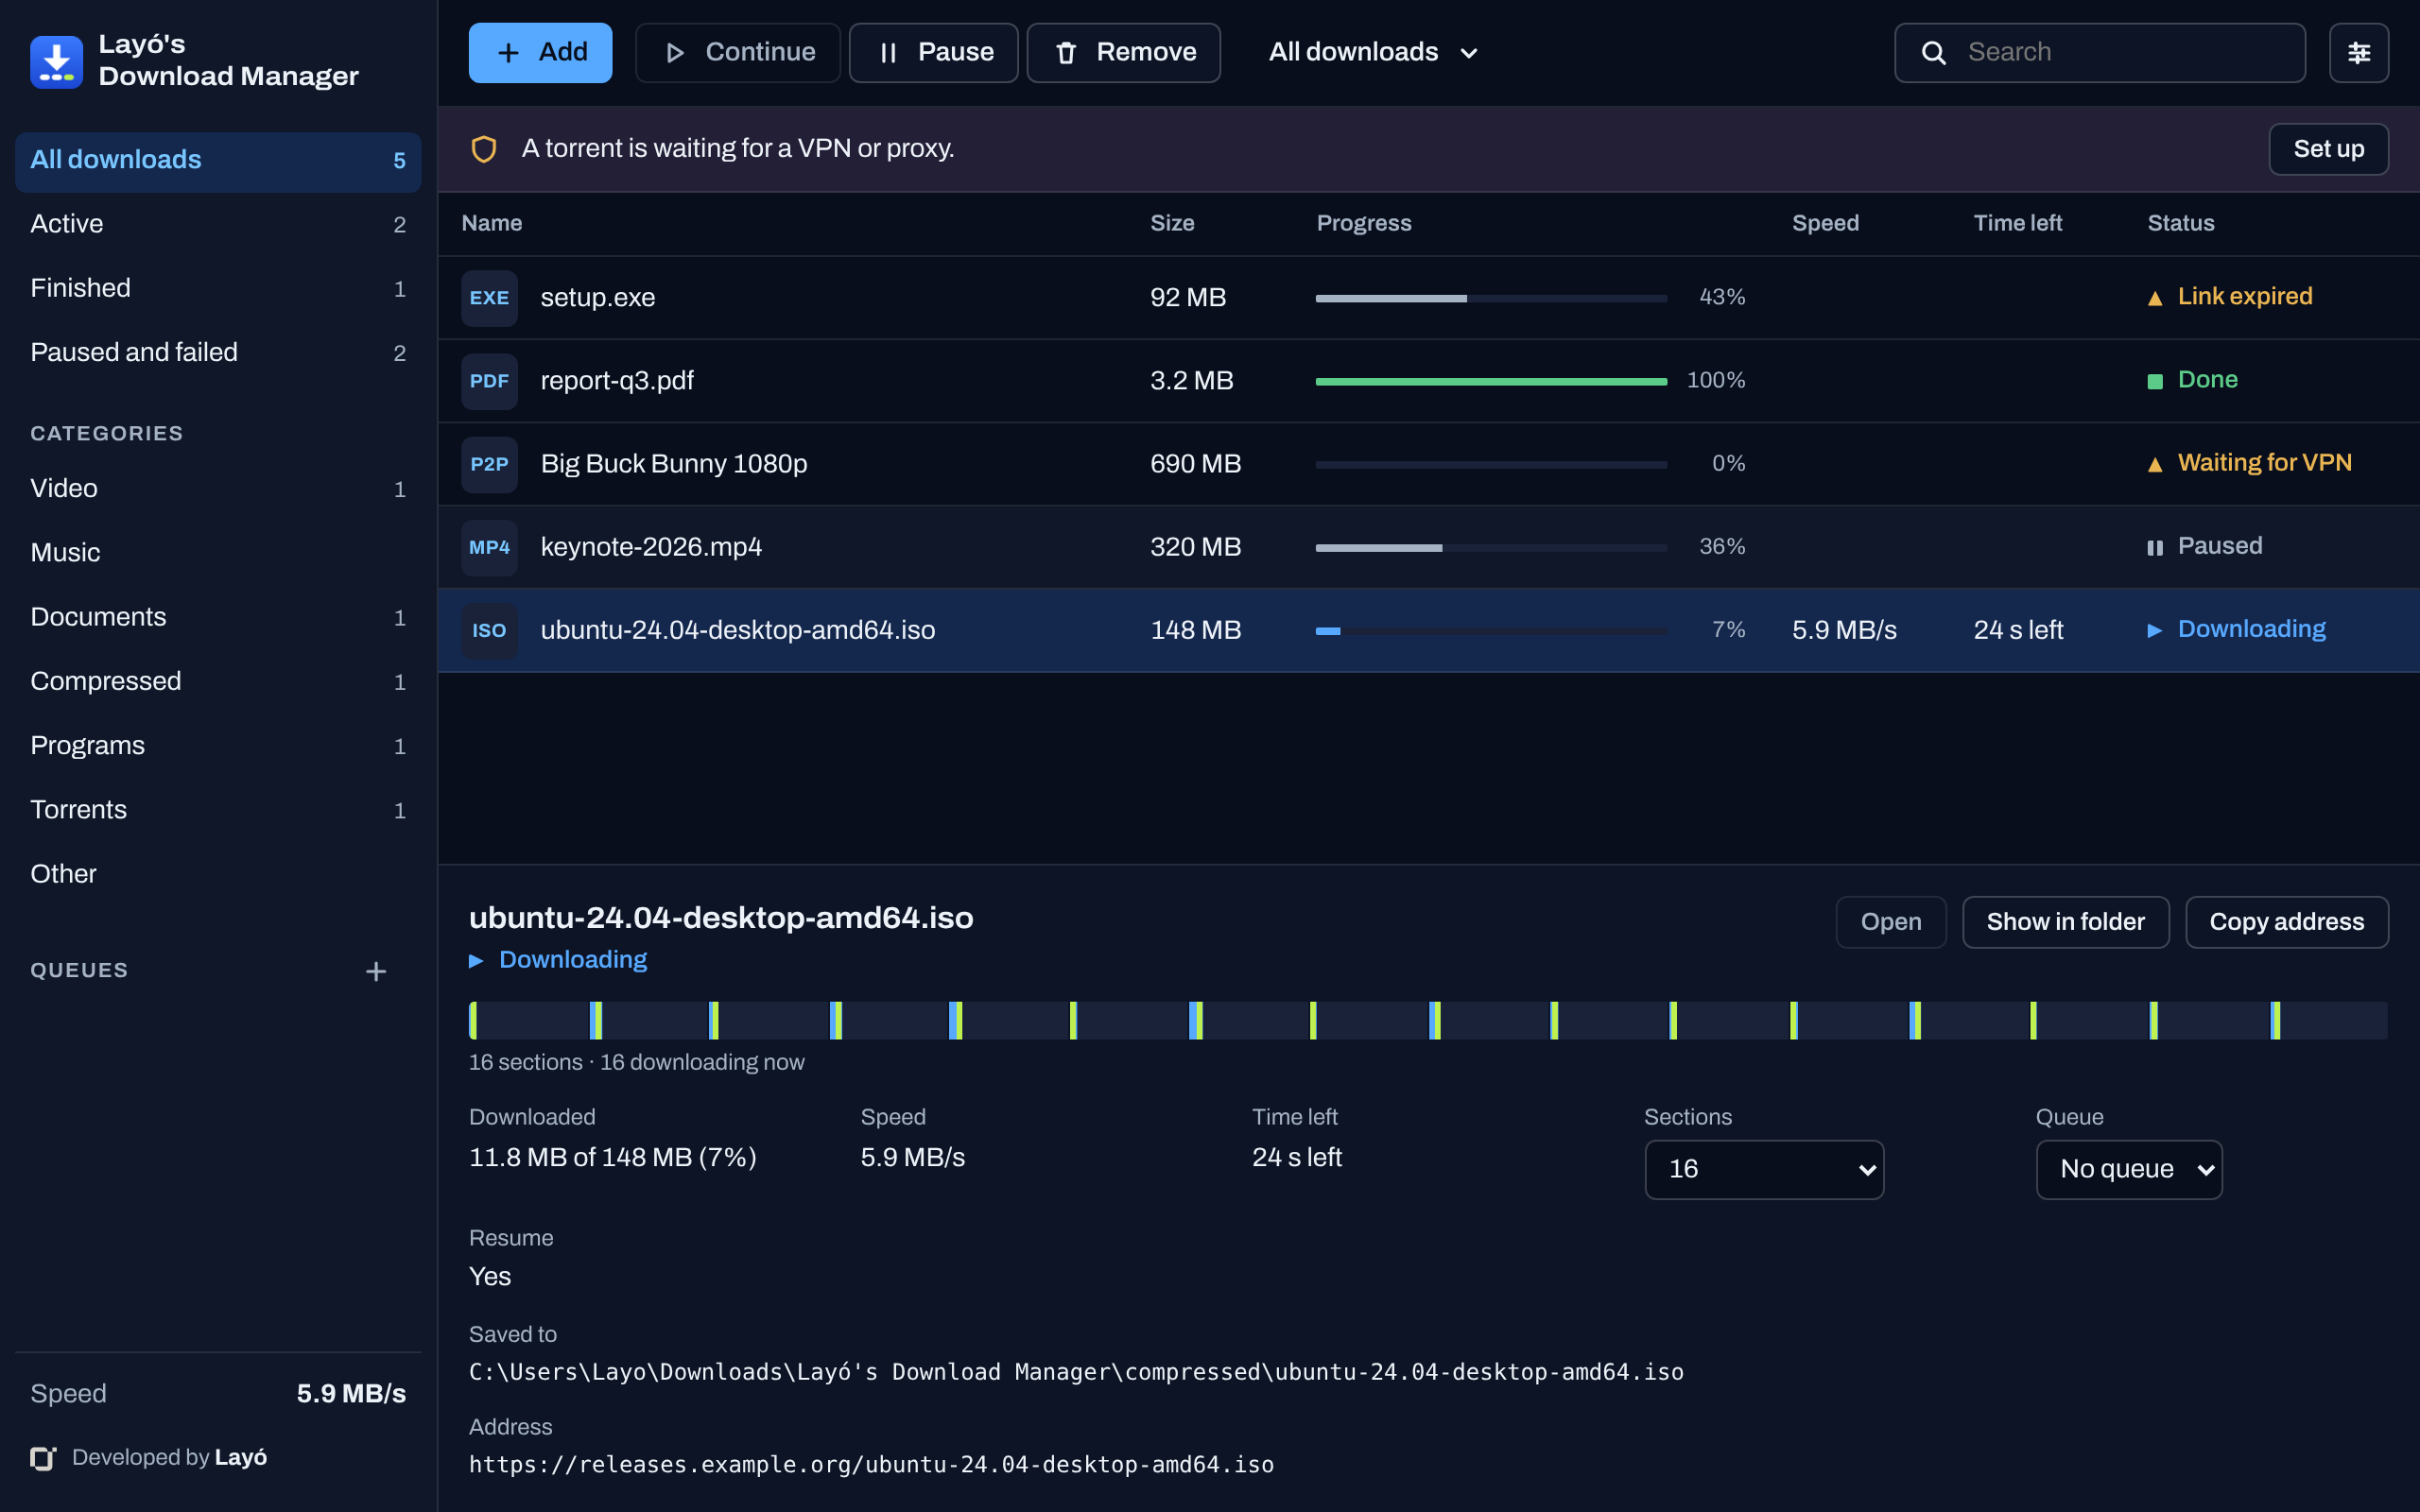 Layó's
Download Manager
All downloads 5
Active 2
Finished 1
Paused and failed 2
CATEGORIES
Video 1
Music
Documents 1
Compressed 1
Programs 1
Torrents 1
Other
QUEUES
Speed 5.9 MB/s
Developed by Layó
Add Continue Pause Remove All downloads Search
A torrent is waiting for a VPN or proxy. Set up
Name Size Progress Speed Time left Status
EXE setup.exe 92 MB 43% Link expired
PDF report-q3.pdf 3.2 MB 100% Done
P2P Big Buck Bunny 1080p 690 MB 0% Waiting for VPN
MP4 keynote-2026.mp4 320 MB 36% Paused
ISO ubuntu-24.04-desktop-amd64.iso 148 MB 7% 5.9 MB/s 24 s left Downloading
ubuntu-24.04-desktop-amd64.iso Open Show in folder Copy address
Downloading
16 sections · 16 downloading now
Downloaded Speed Time left Sections Queue
11.8 MB of 148 MB (7%) 5.9 MB/s 24 s left 16 No queue
Resume
Yes
Saved to
C:\Users\Layo\Downloads\Layó's Download Manager\compressed\ubuntu-24.04-desktop-amd64.iso
Address
https://releases.example.org/ubuntu-24.04-desktop-amd64.iso